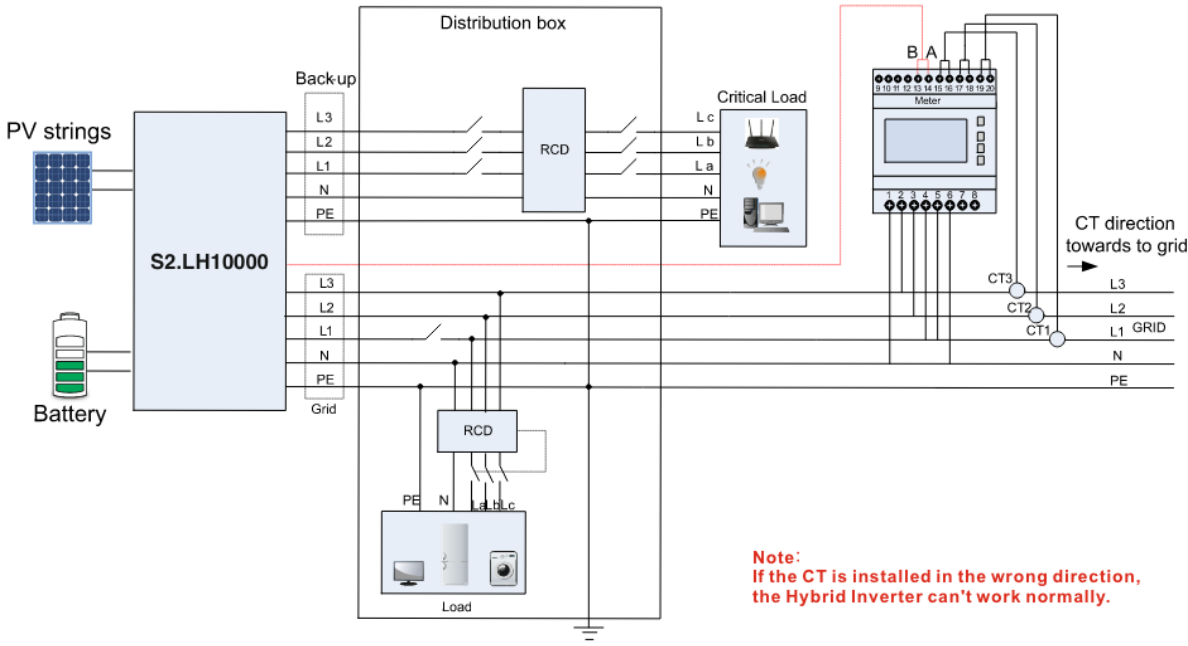 Distribution box
B A
9 10 11 12 13 14 15 16 17 18 19 20
Meter
1 2 3 4 5 6 7 8
Back-up
L3
L2
L1
N
PE
RCD
Critical Load
L c
L b
L a
N
PE
PV strings
S2.LH10000
Battery
CT direction
towards to grid
L3
L2
L1
N
PE
Grid
CT3
CT2
CT1
L3
L2
L1 GRID
N
PE
RCD
PE N LaLbLc
Load
Note:
If the CT is installed in the wrong direction,
the Hybrid Inverter can't work normally.